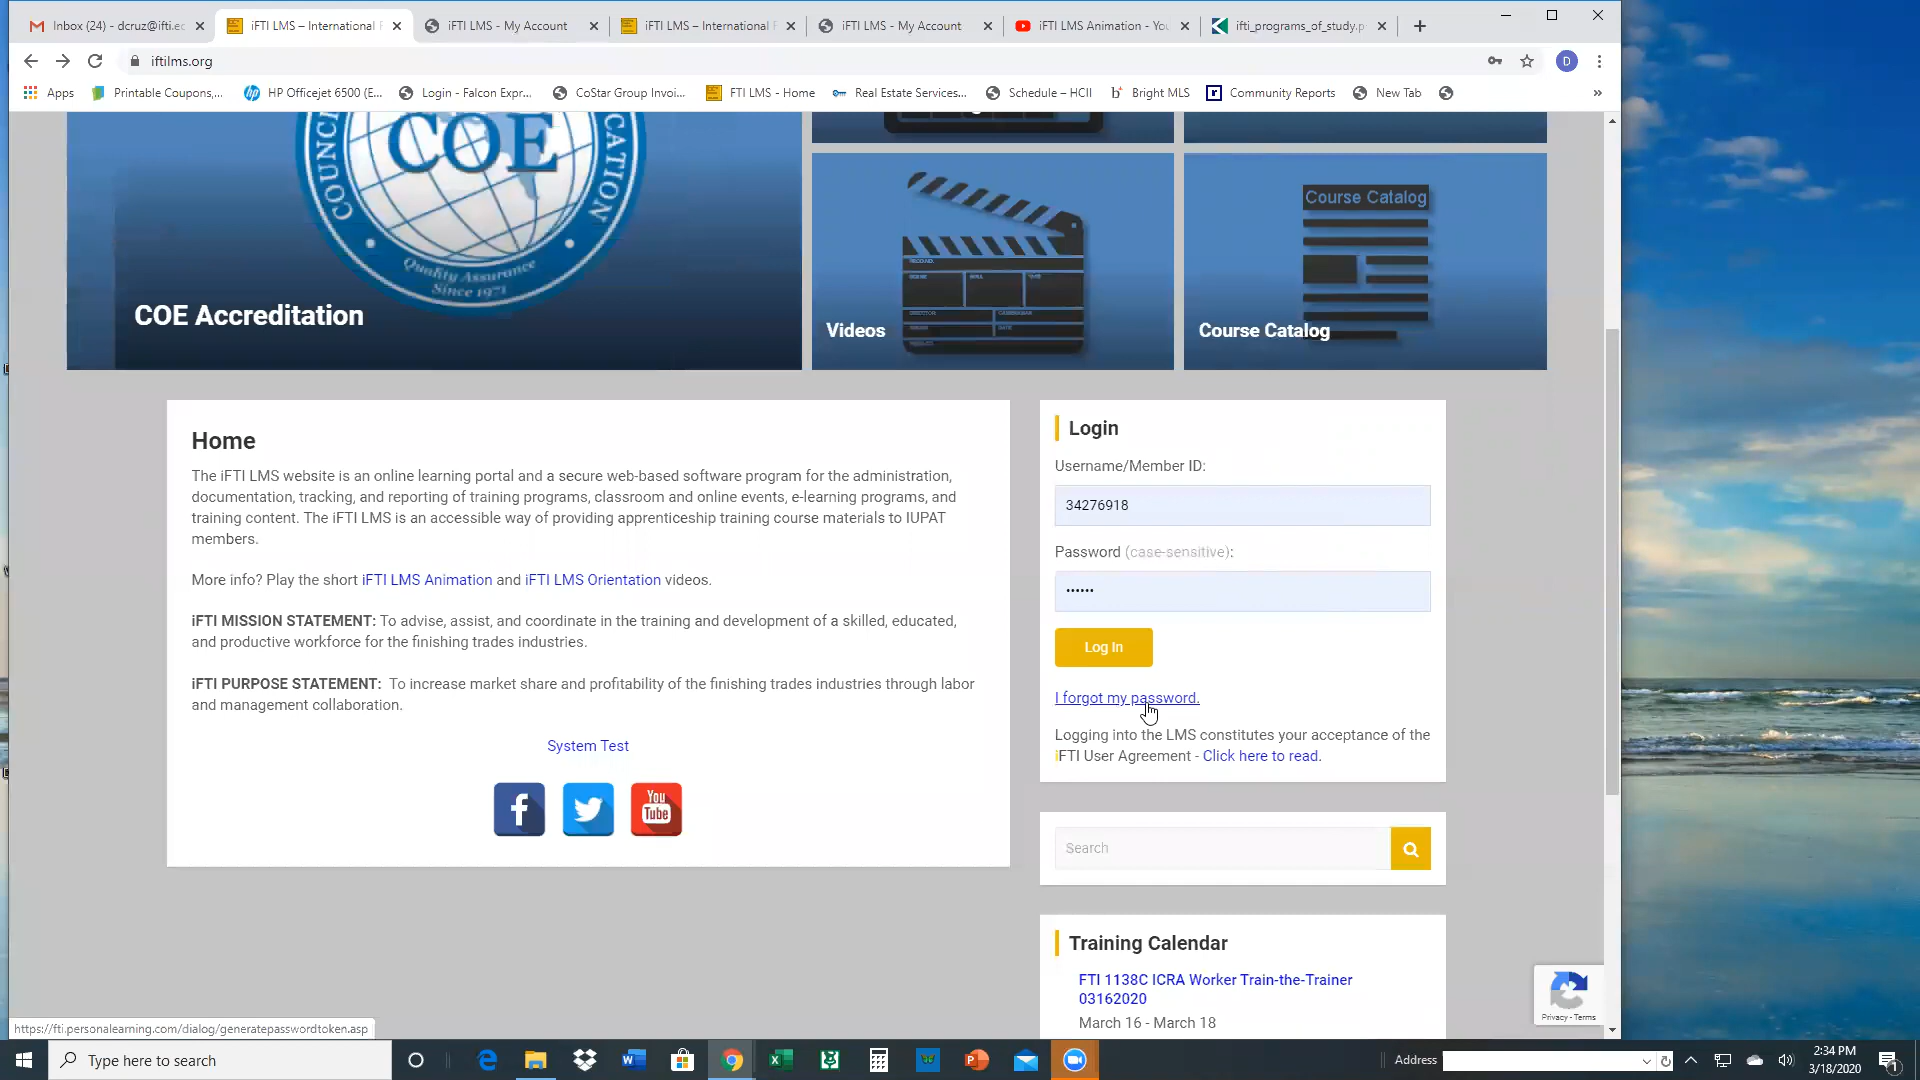 Inbox (24) - dcruz@ifti.ec
iFTI LMS – International F
iFTI LMS - My Account
iFTI LMS – International F
iFTI LMS - My Account
iFTI LMS Animation - You
ifti_programs_of_study.p
iftilms.org
D
Apps
Printable Coupons,...
HP Officejet 6500 (E...
Login - Falcon Expr...
CoStar Group Invoi...
FTI LMS - Home
Real Estate Services...
Schedule – HCII
Bright MLS
Community Reports
New Tab
»
COE
Quality Assurance
Since 1971
COE Accreditation
Videos
Course Catalog
Course Catalog
Home
The iFTI LMS website is an online learning portal and a secure web-based software program for the administration,
documentation, tracking, and reporting of training programs, classroom and online events, e-learning programs, and
training content. The iFTI LMS is an accessible way of providing apprenticeship training course materials to IUPAT
members.
More info? Play the short iFTI LMS Animation and iFTI LMS Orientation videos.
iFTI MISSION STATEMENT: To advise, assist, and coordinate in the training and development of a skilled, educated,
and productive workforce for the finishing trades industries.
iFTI PURPOSE STATEMENT: To increase market share and profitability of the finishing trades industries through labor
and management collaboration.
System Test
You
Tube
Login
Username/Member ID:
34276918
Password (case-sensitive):
••••••
Log In
I forgot my password.
Logging into the LMS constitutes your acceptance of the
iFTI User Agreement - Click here to read.
Search
Training Calendar
FTI 1138C ICRA Worker Train-the-Trainer
03162020
March 16 - March 18
Privacy - Terms
https://fti.personalearning.com/dialog/generatepasswordtoken.asp
Type here to search
Address
2:34 PM
3/18/2020
1